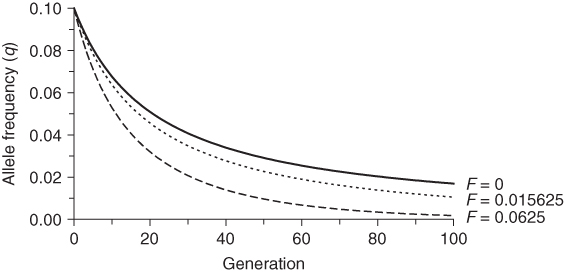 0.10
0.08
0.06
0.04
0.02
0.00
Allele frequency (q)
F = 0
F = 0.015625
F = 0.0625
0 20 40 60 80 100
Generation